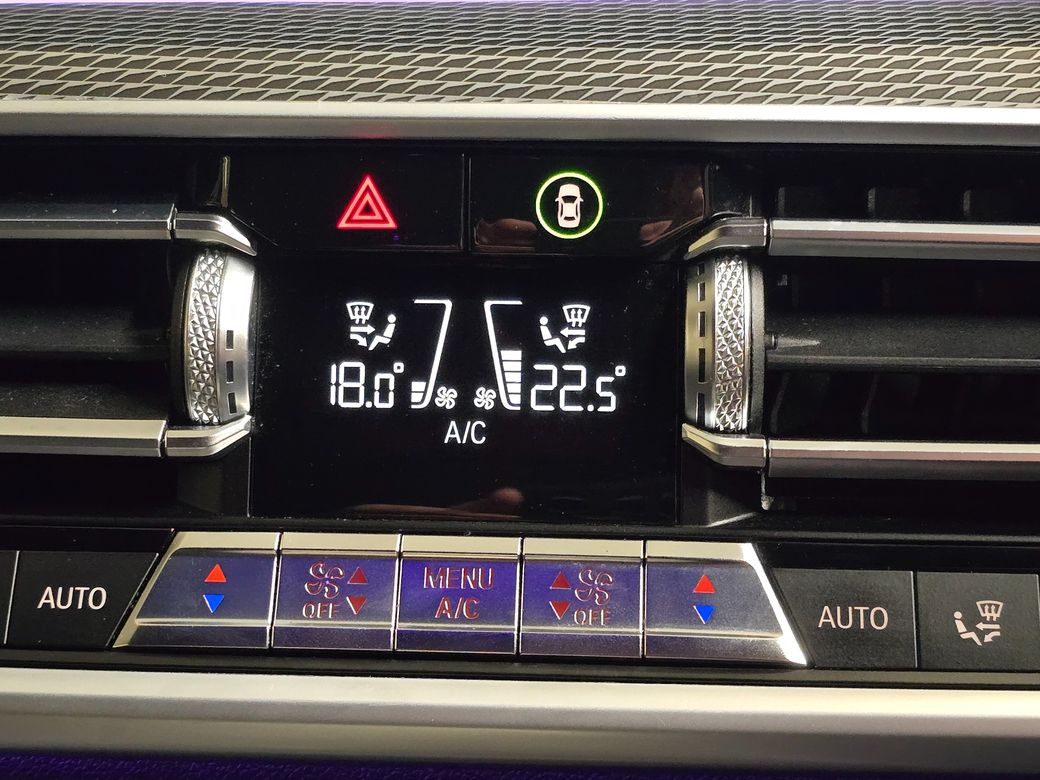 18.0° 22.5°
A/C
AUTO OFF MENU OFF AUTO
A/C